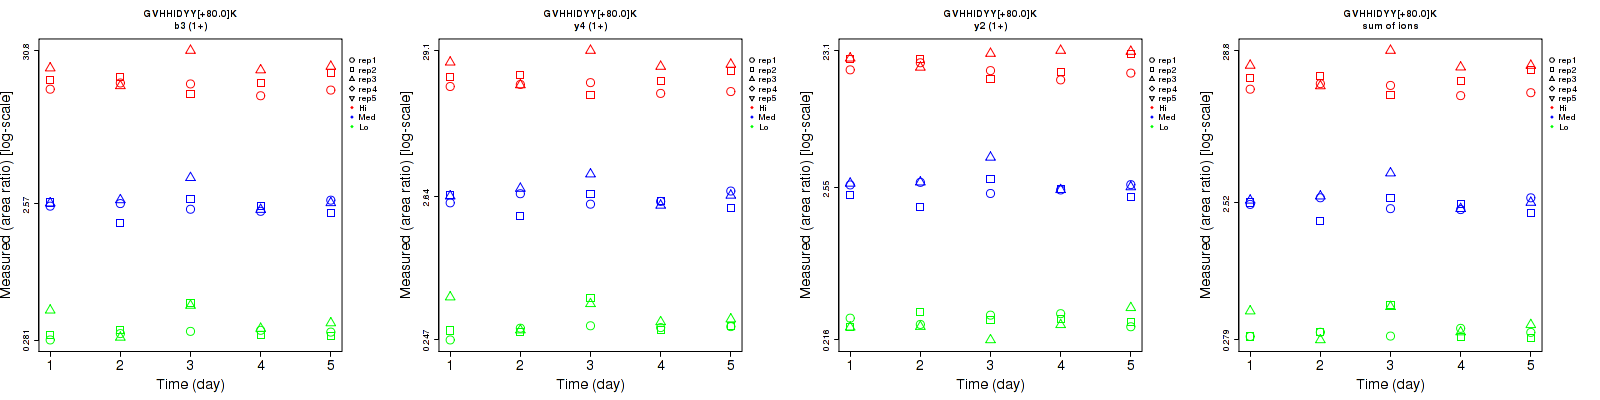 GVHHIDYY[+80.0]K
b3 (1+)
Measured (area ratio) [log-scale]
30.8
2.57
0.281
1 2 3 4 5
Time (day)
rep1
rep2
rep3
rep4
rep5
Hi
Med
Lo
GVHHIDYY[+80.0]K
y4 (1+)
Measured (area ratio) [log-scale]
29.1
2.64
0.247
1 2 3 4 5
Time (day)
rep1
rep2
rep3
rep4
rep5
Hi
Med
Lo
GVHHIDYY[+80.0]K
y2 (1+)
Measured (area ratio) [log-scale]
23.1
2.55
0.216
1 2 3 4 5
Time (day)
rep1
rep2
rep3
rep4
rep5
Hi
Med
Lo
GVHHIDYY[+80.0]K
sum of ions
Measured (area ratio) [log-scale]
28.8
2.52
0.279
1 2 3 4 5
Time (day)
rep1
rep2
rep3
rep4
rep5
Hi
Med
Lo